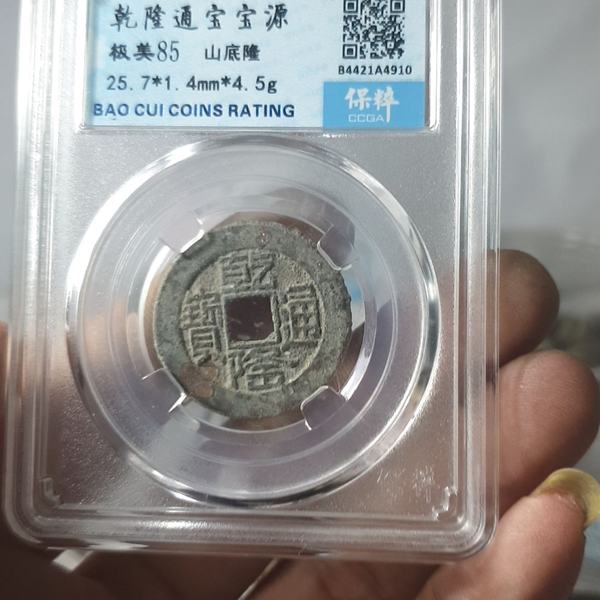 乾隆通宝宝源
极美85 山底隆
25.7*1.4mm*4.5g
B4421A4910
BAO CUI COINS RATING
保粹
CCGA
乾隆通寶